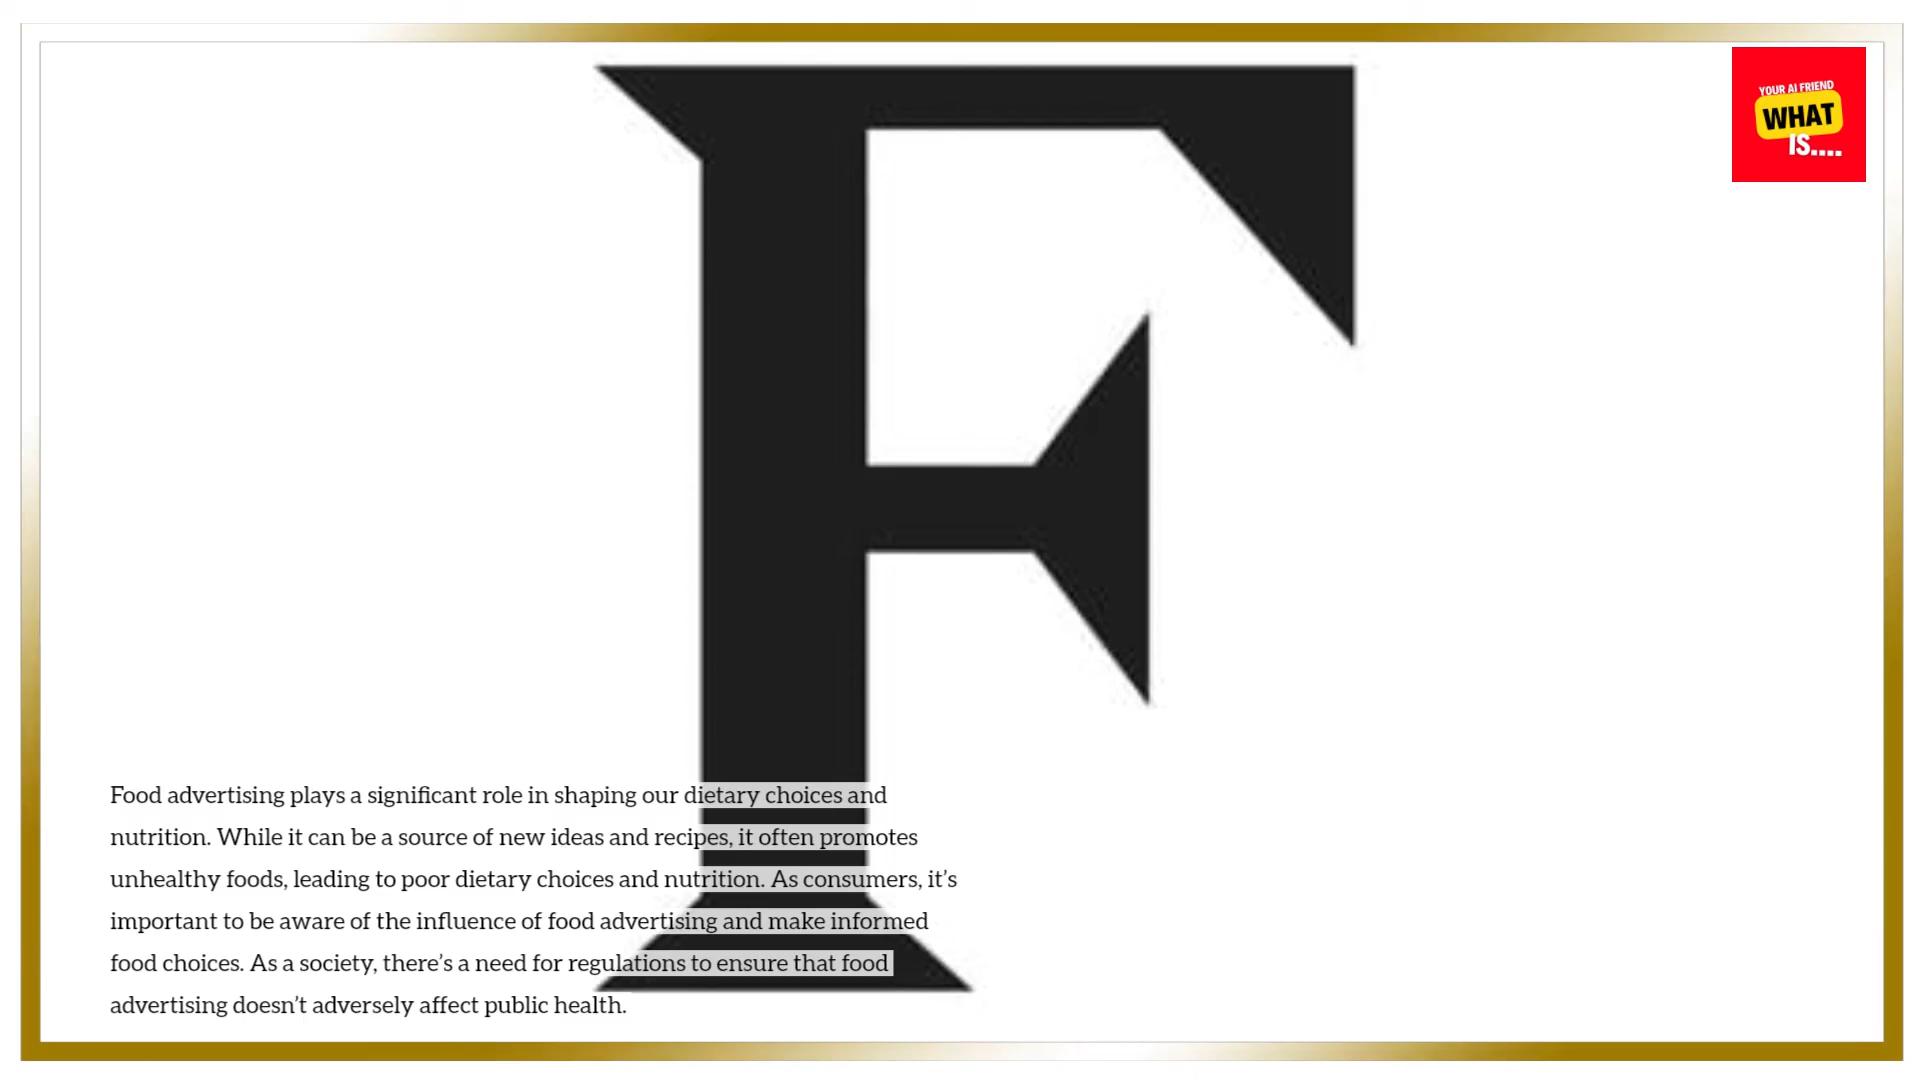 F
YOUR AI FRIEND
WHAT
IS....
Food advertising plays a significant role in shaping our dietary choices and
nutrition. While it can be a source of new ideas and recipes, it often promotes
unhealthy foods, leading to poor dietary choices and nutrition. As consumers, it’s
important to be aware of the influence of food advertising and make informed
food choices. As a society, there’s a need for regulations to ensure that food
advertising doesn’t adversely affect public health.